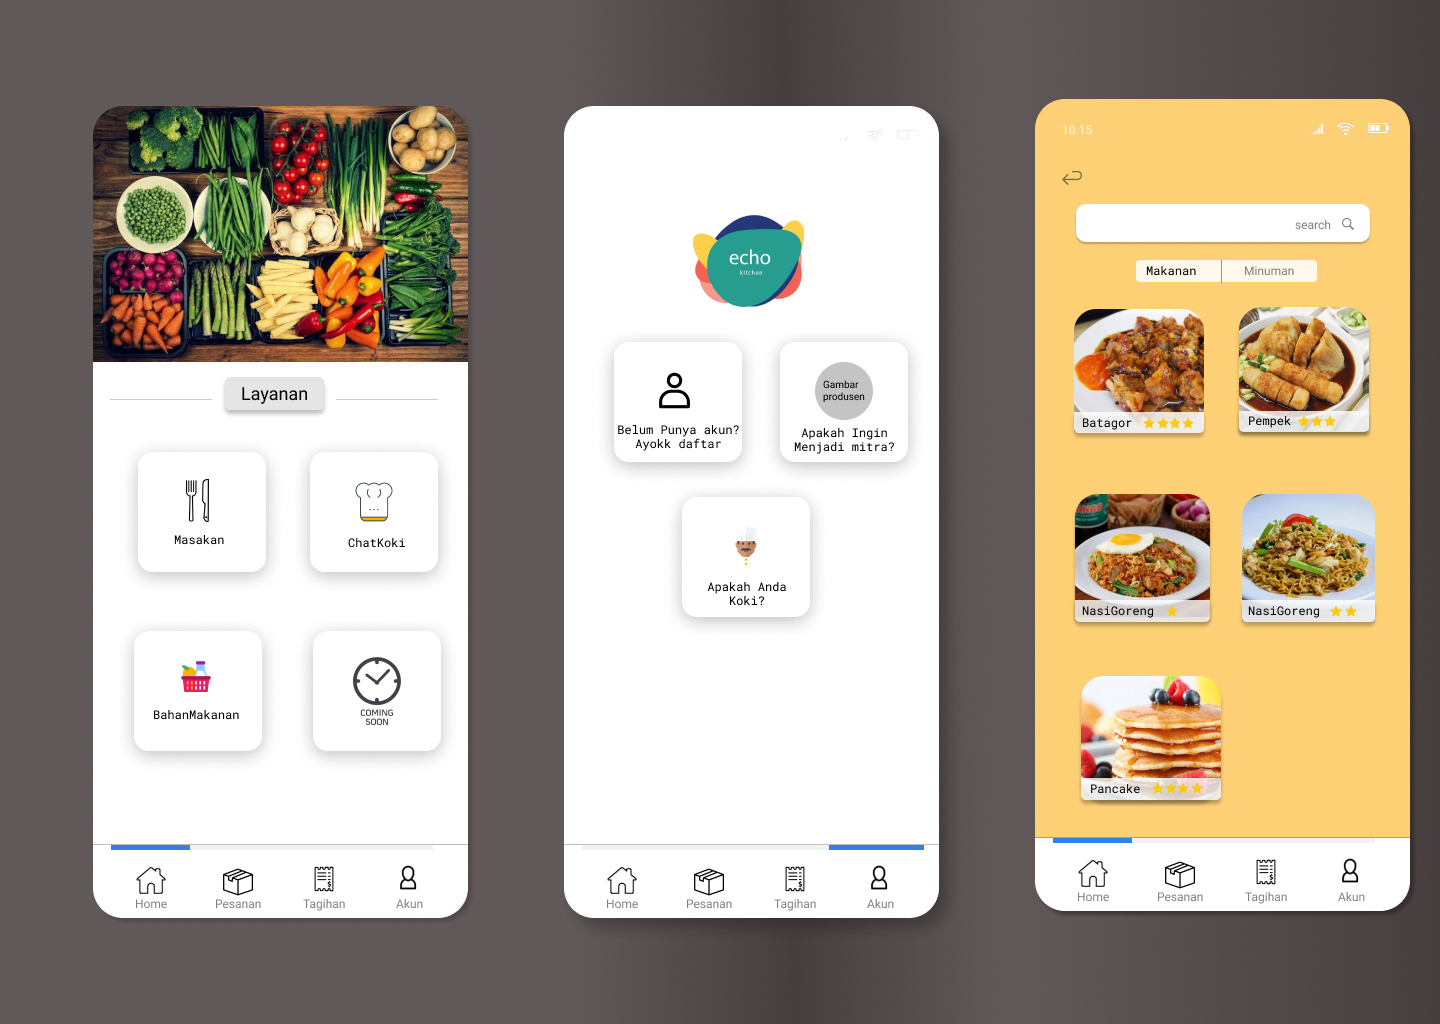 Layanan
Masakan
ChatKoki
BahanMakanan
COMING
SOON
Home
Pesanan
Tagihan
Akun
echo
kitchen
Belum Punya akun?
Ayokk daftar
Gambar
produsen
Apakah Ingin
Menjadi mitra?
Apakah Anda
Koki?
Home
Pesanan
Tagihan
Akun
10.15
search
Makanan
Minuman
Batagor
Pempek
NasiGoreng
NasiGoreng
Pancake
Home
Pesanan
Tagihan
Akun